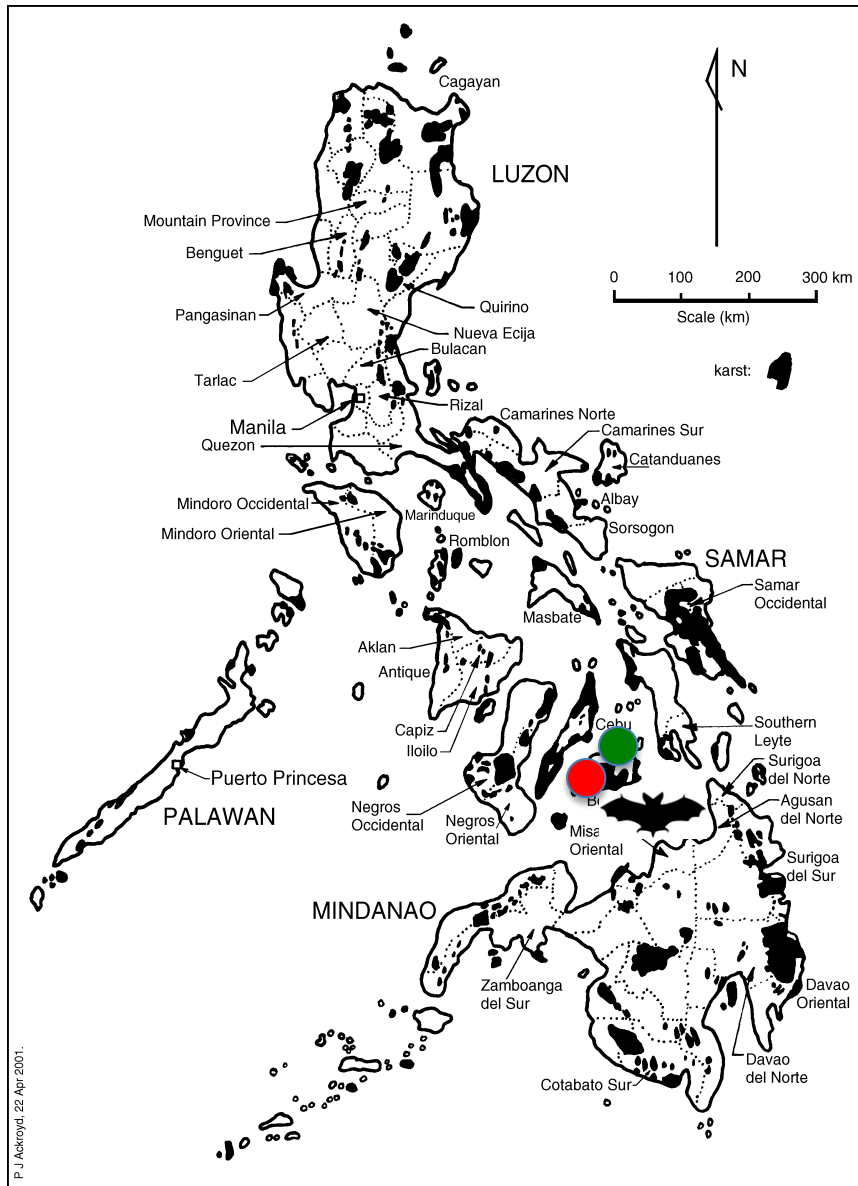 Cagayan
N
LUZON
Mountain Province
Benguet
0 100 200 300 km
Scale (km)
Pangasinan
Quirino
Nueva Ecija
Bulacan
karst:
Tarlac
Rizal
Manila
Camarines Norte
Camarines Sur
Quezon
Catanduanes
Mindoro Occidental
Albay
Marinduque
Mindoro Oriental
Sorsogon
Romblon
SAMAR
Samar
Occidental
Masbate
Aklan
Antique
Capiz
Iloilo
Cebu
Southern
Leyte
Surigoa
del Norte
Puerto Princesa
PALAWAN
Negros
Occidental
Negros
Oriental
Agusan
del Norte
Oriental
Surigoa
del Sur
MINDANAO
Zamboanga
del Sur
Davao
Oriental
Davao
del Norte
Cotabato Sur
P J Ackroyd, 22 Apr 2001.